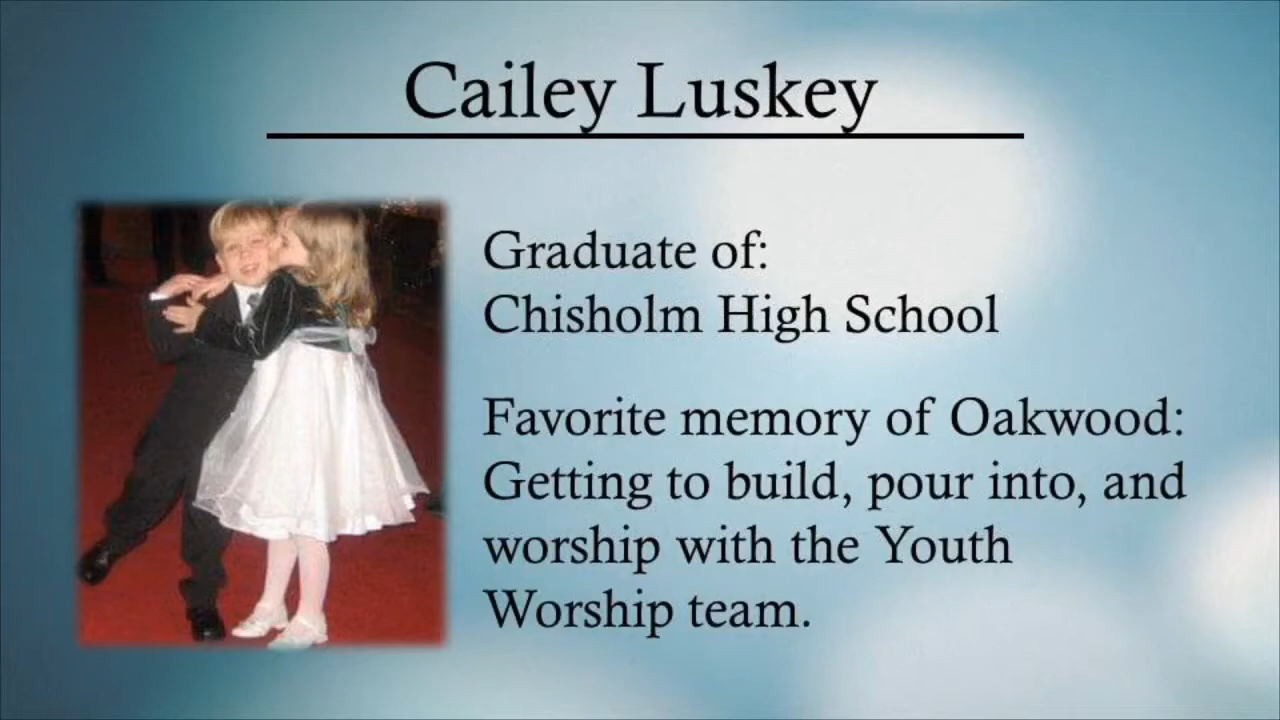 Cailey Luskey
Graduate of:
Chisholm High School
Favorite memory of Oakwood:
Getting to build, pour into, and
worship with the Youth
Worship team.